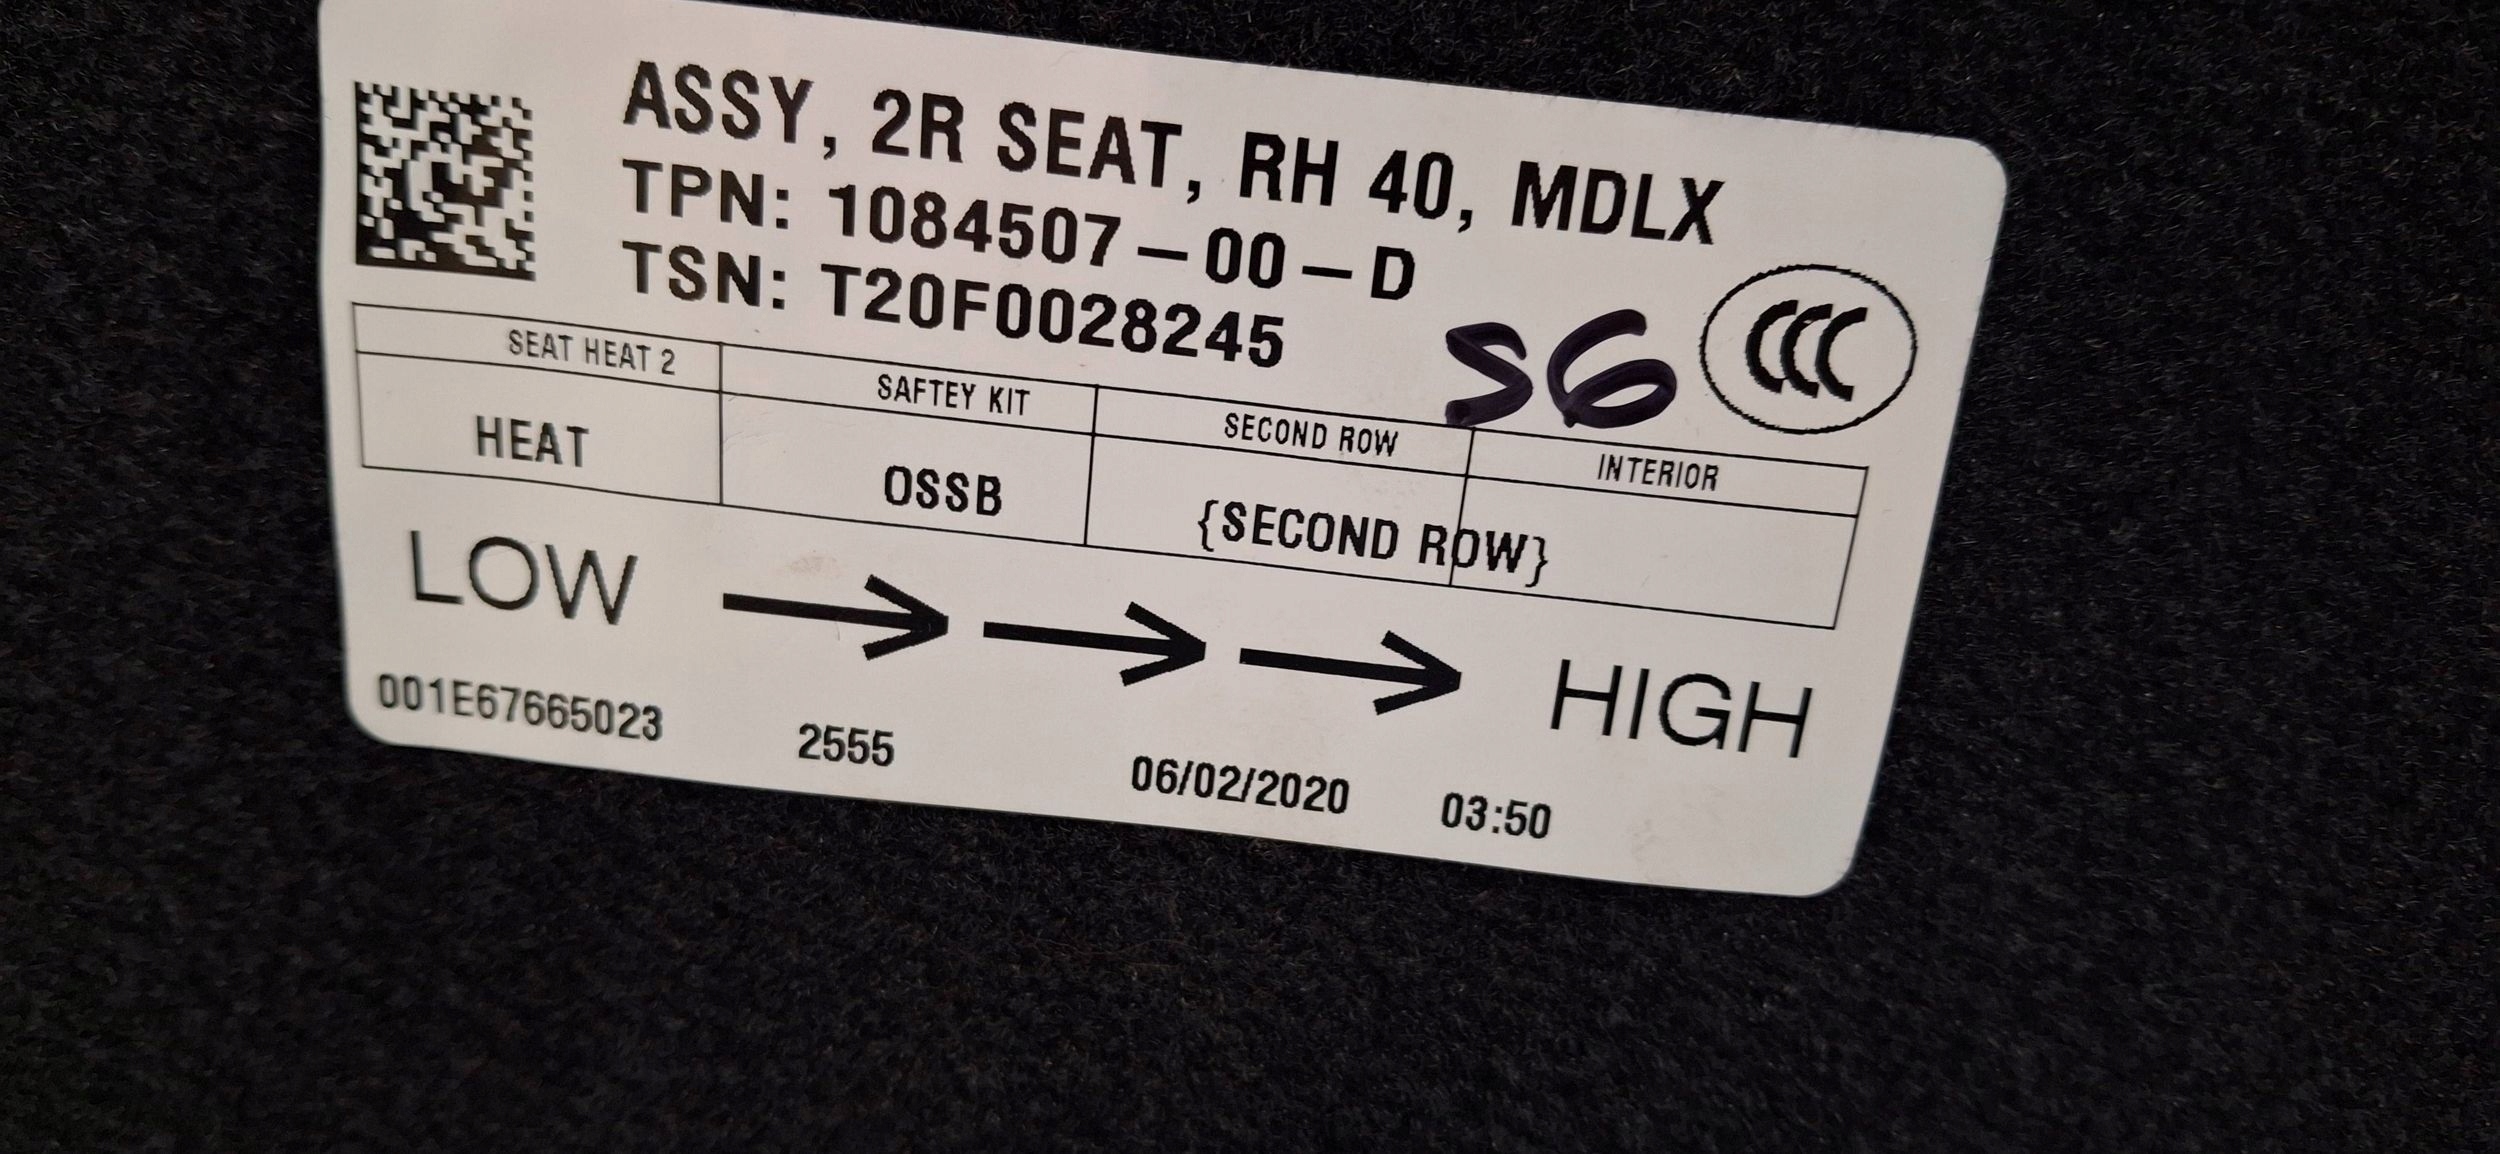 ASSY, 2R SEAT, RH 40, MDLX
TPN: 1084507-00-D
TSN: T20F0028245
S6
CCC
SEAT HEAT 2 SAFTEY KIT SECOND ROW INTERIOR
HEAT OSSB {SECOND ROW}
LOW → → → HIGH
001E67665023 2555 06/02/2020 03:50